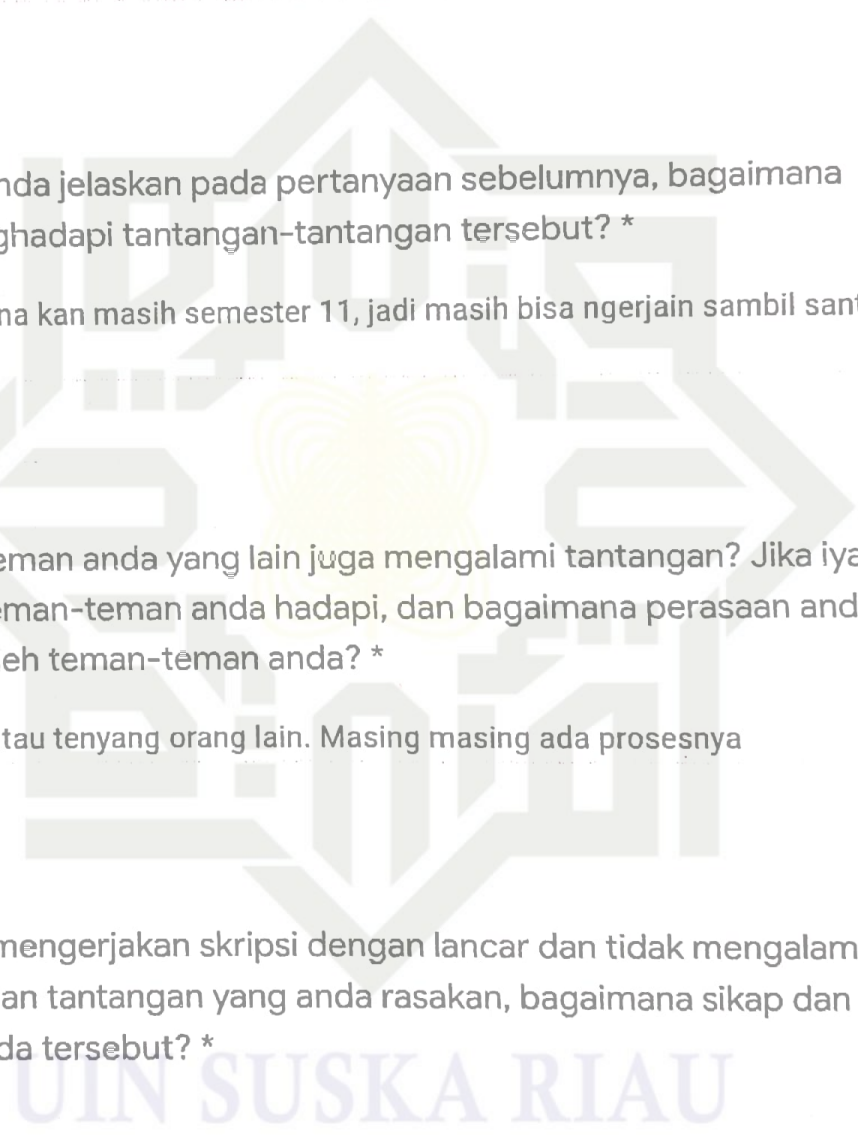 nda jelaskan pada pertanyaan sebelumnya, bagaimana
ghadapi tantangan-tantangan tersebut? *
na kan masih semester 11, jadi masih bisa ngerjain sambil sant
eman anda yang lain juga mengalami tantangan? Jika iya
eman-teman anda hadapi, dan bagaimana perasaan and
leh teman-teman anda? *
tau tenyang orang lain. Masing masing ada prosesnya
mengerjakan skripsi dengan lancar dan tidak mengalam
an tantangan yang anda rasakan, bagaimana sikap dan
da tersebut? *
UIN SUSKA RIAU